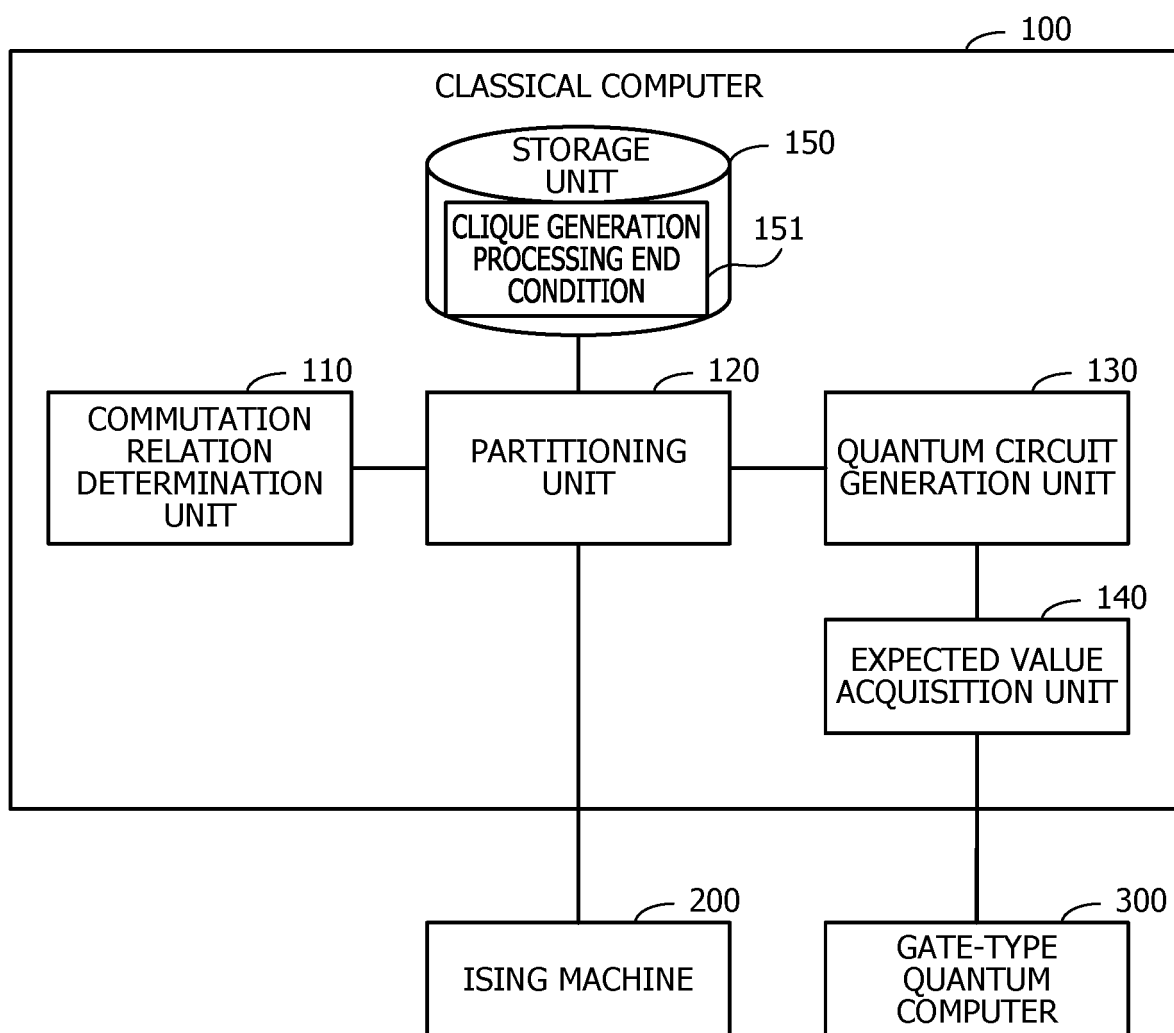 100
CLASSICAL COMPUTER
STORAGE
UNIT
150
CLIQUE GENERATION
PROCESSING END
CONDITION
151
110
COMMUTATION
RELATION
DETERMINATION
UNIT
120
PARTITIONING
UNIT
130
QUANTUM CIRCUIT
GENERATION UNIT
140
EXPECTED VALUE
ACQUISITION UNIT
200
ISING MACHINE
300
GATE-TYPE
QUANTUM
COMPUTER